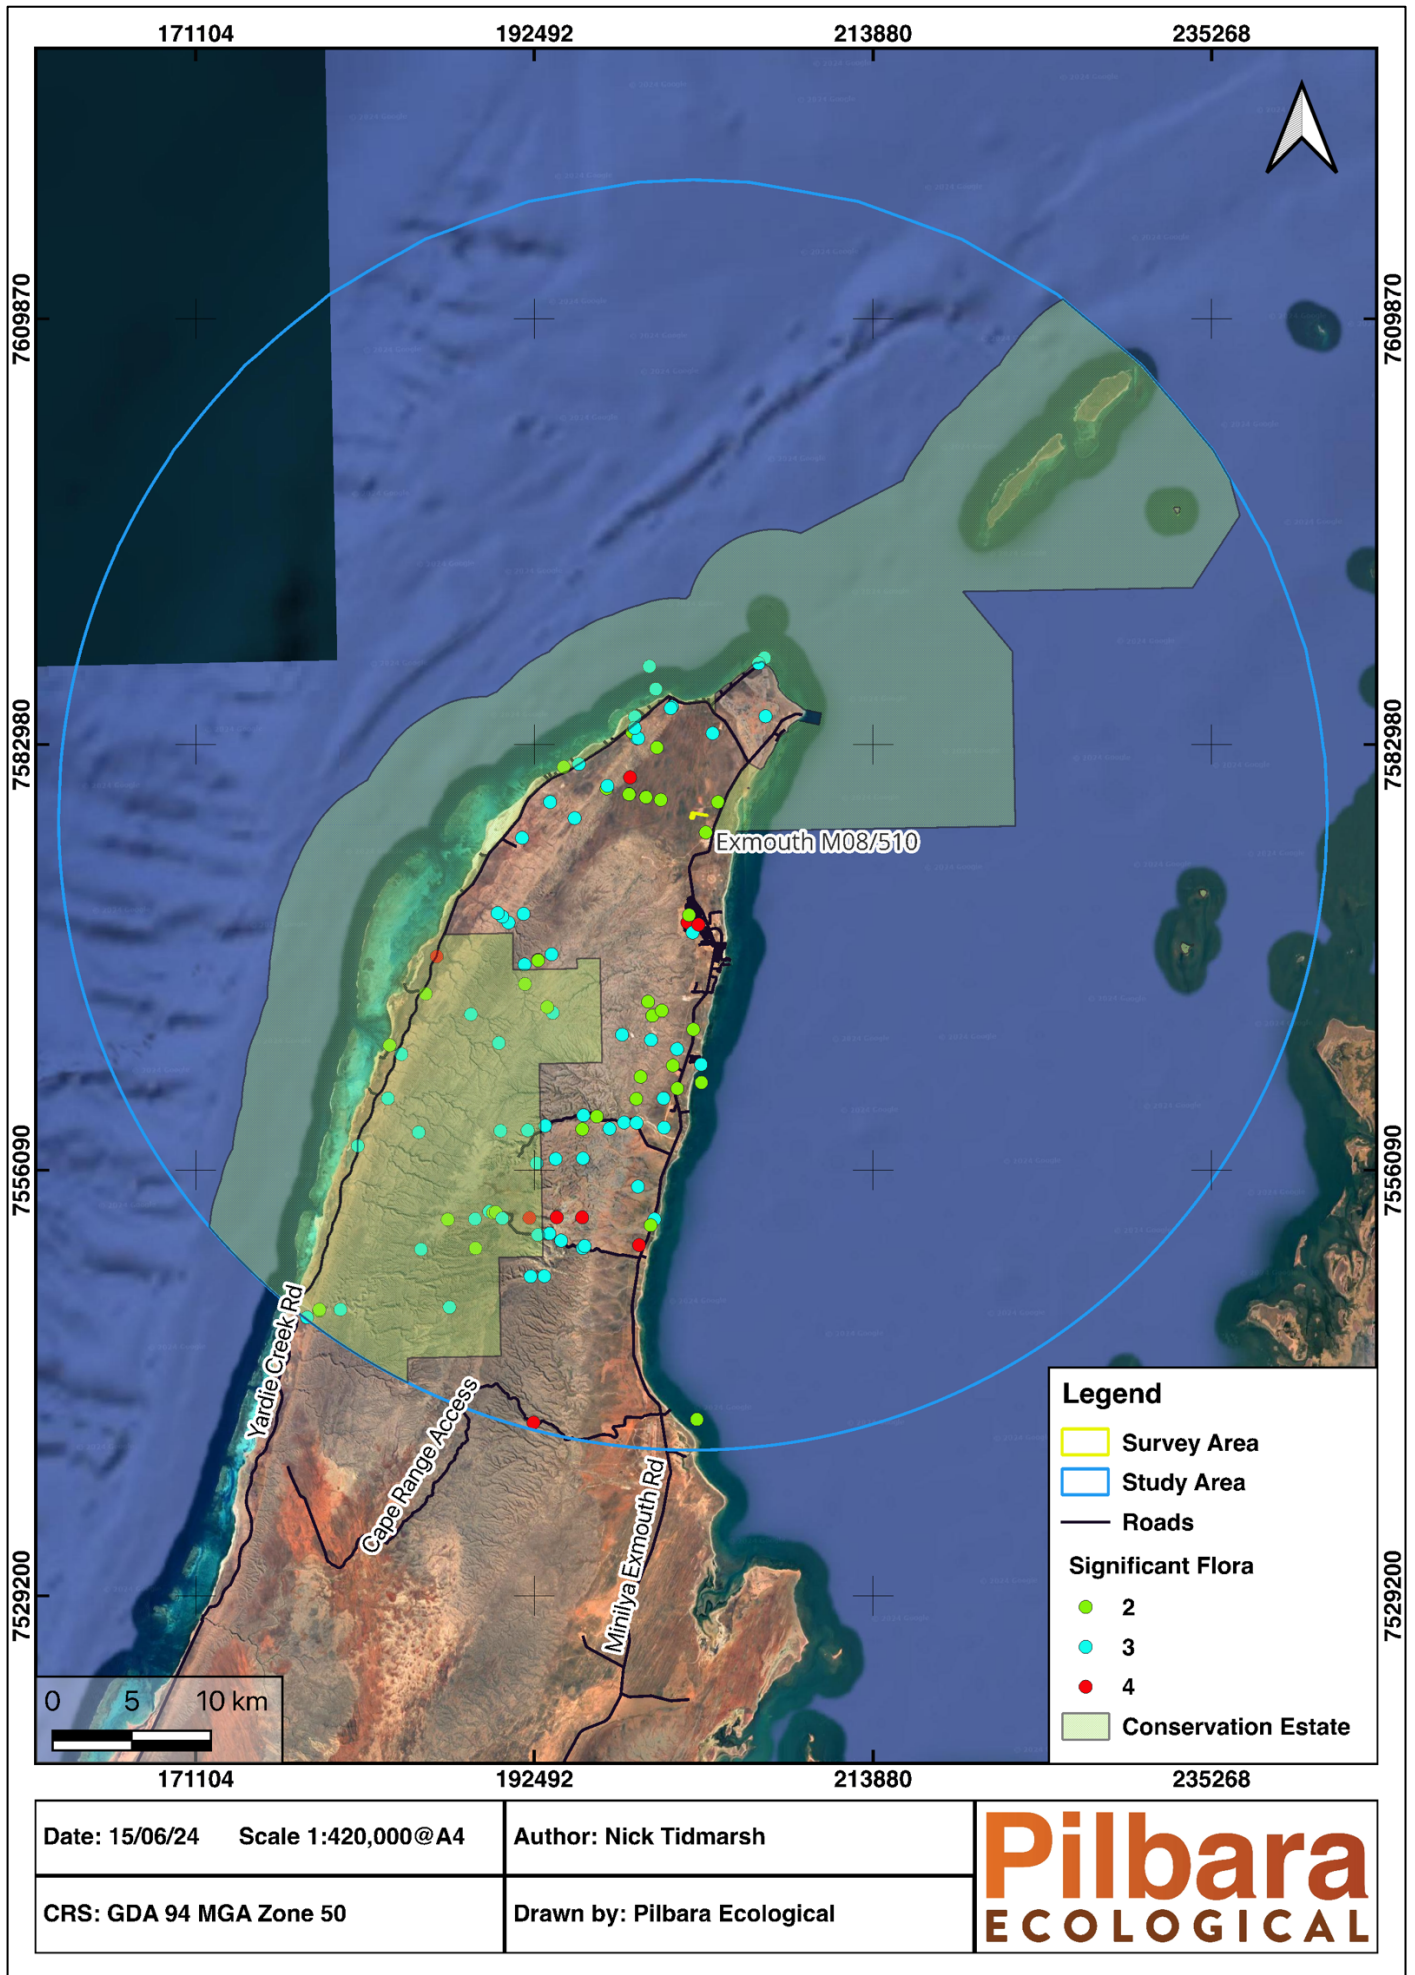 171104 192492 213880 235268
7609870 7609870
7582980 7582980
Exmouth M08/510
7556090 7556090
Yardie Creek Rd
Cape Range Access
Minilya Exmouth Rd
7529200 7529200
Legend
Survey Area
Study Area
Roads
Significant Flora
2
3
4
Conservation Estate
0 5 10 km
171104 192492 213880 235268
Date: 15/06/24 Scale 1:420,000@A4
Author: Nick Tidmarsh
CRS: GDA 94 MGA Zone 50
Drawn by: Pilbara Ecological
Pilbara
ECOLOGICAL